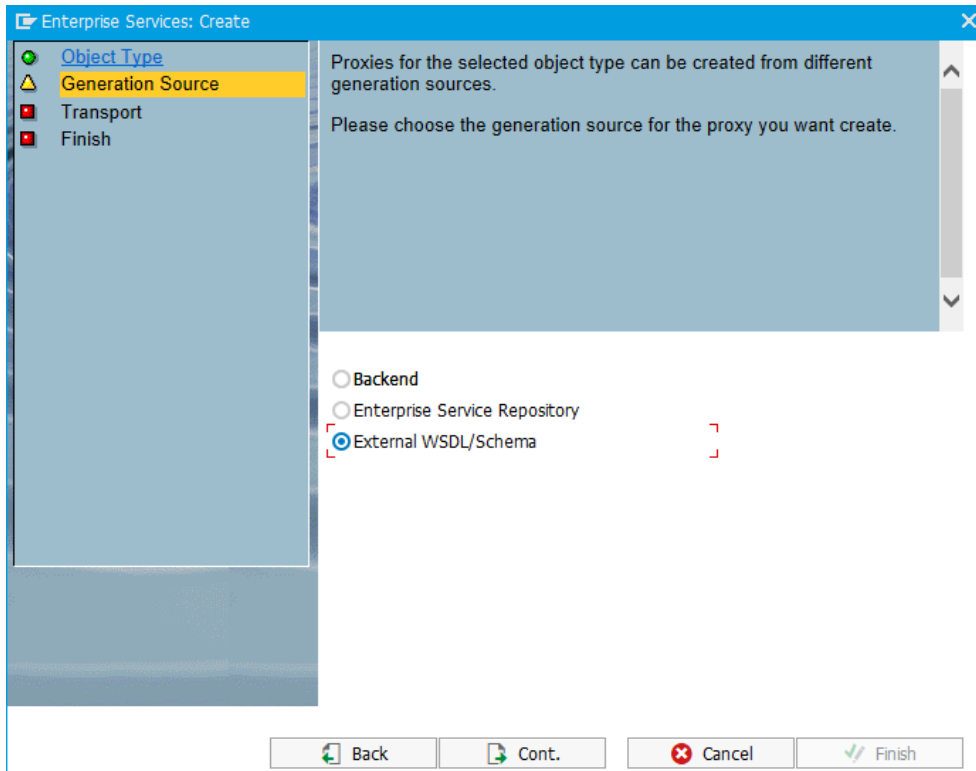 Enterprise Services: Create
Object Type
Generation Source
Transport
Finish
Proxies for the selected object type can be created from different
generation sources.
Please choose the generation source for the proxy you want create.
Backend
Enterprise Service Repository
External WSDL/Schema
Back
Cont.
Cancel
Finish